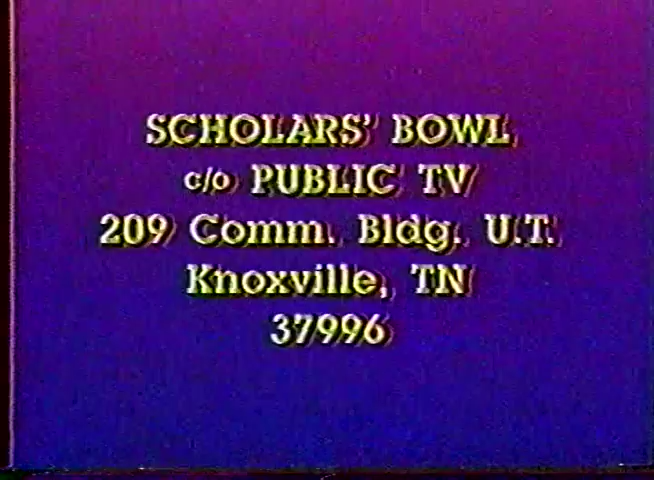 SCHOLARS' BOWL
c/o PUBLIC TV
209 Comm. Bldg. U.T.
Knoxville, TN
37996